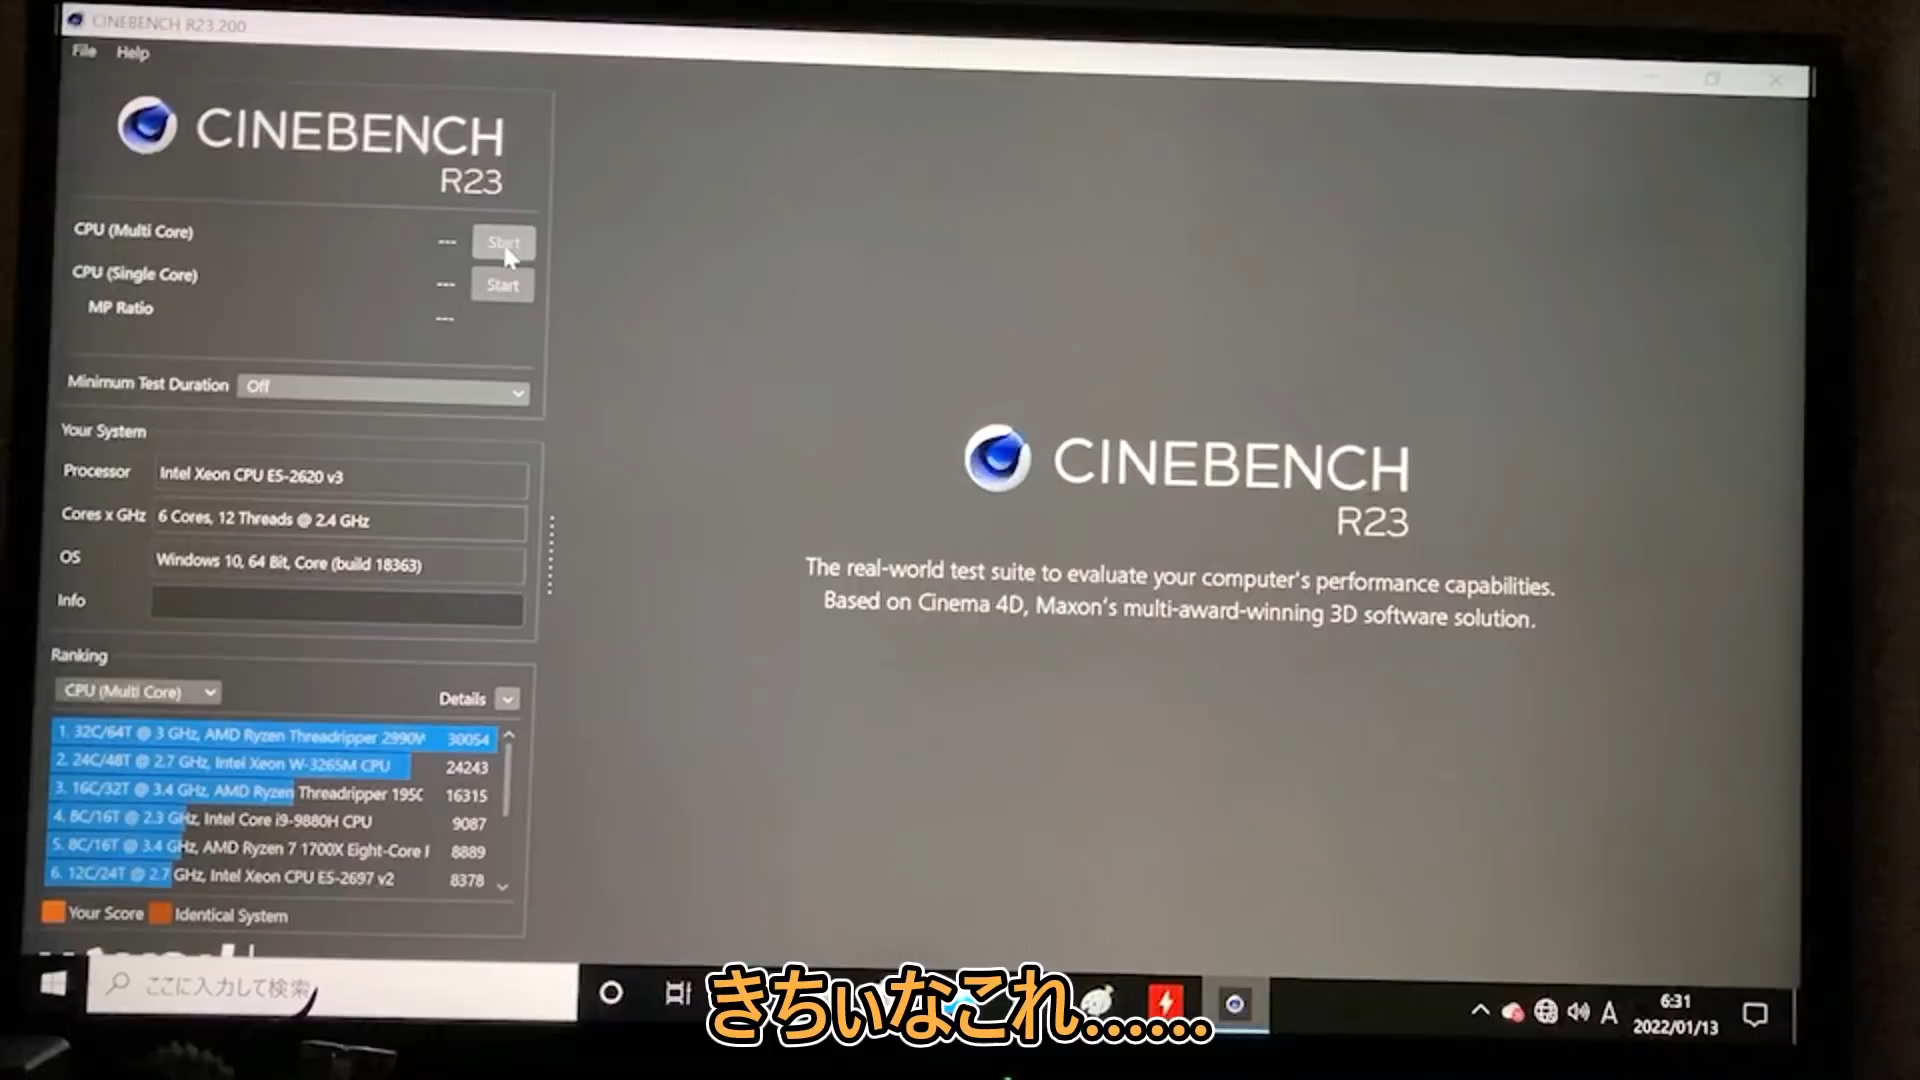 CINEBENCH R23.200
File Help
CINEBENCH
R23
CPU (Multi Core) --- Start
CPU (Single Core) --- Start
MP Ratio ---
Minimum Test Duration Off
Your System
Processor Intel Xeon CPU E5-2620 v3
Cores x GHz 6 Cores, 12 Threads @ 2.4 GHz
OS Windows 10, 64 Bit, Core (build 18363)
Info
Ranking
CPU (Multi Core) Details
1. 32C/64T @ 3 GHz, AMD Ryzen Threadripper 2990W 30054
2. 24C/48T @ 2.7 GHz, Intel Xeon W-3265M CPU 24243
3. 16C/32T @ 3.4 GHz, AMD Ryzen Threadripper 195 16315
4. 8C/16T @ 2.3 GHz, Intel Core i9-9880H CPU 9087
5. 8C/16T @ 3.4 GHz, AMD Ryzen 7 1700X Eight-Core 8889
6. 12C/24T @ 2.7 GHz, Intel Xeon CPU E5-2697 v2 8378
Your Score Identical System
CINEBENCH
R23
The real-world test suite to evaluate your computer's performance capabilities.
Based on Cinema 4D, Maxon's multi-award-winning 3D software solution.
ここに入力して検索
A
6:31
2022/01/13
きちぃなこれ……